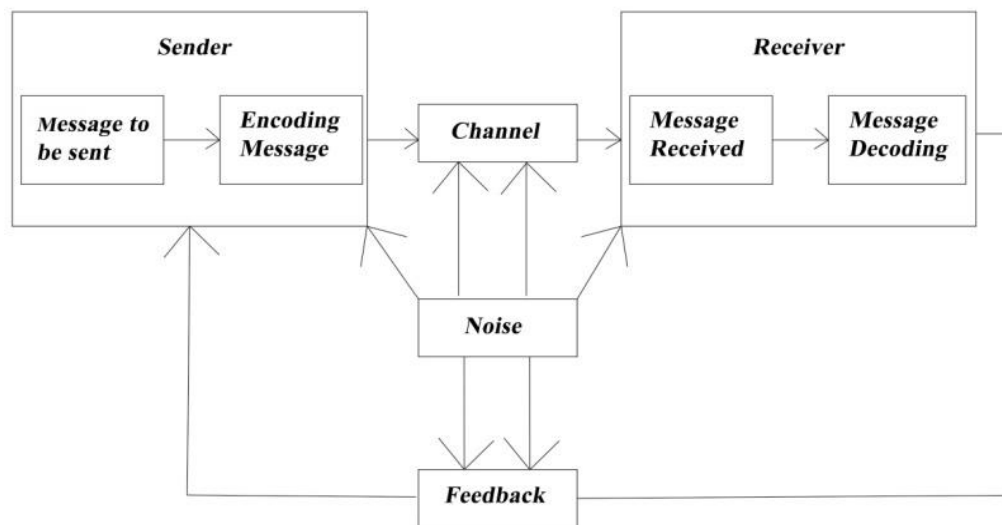 Sender
Receiver
Message to
be sent
Encoding
Message
Channel
Message
Received
Message
Decoding
Noise
Feedback